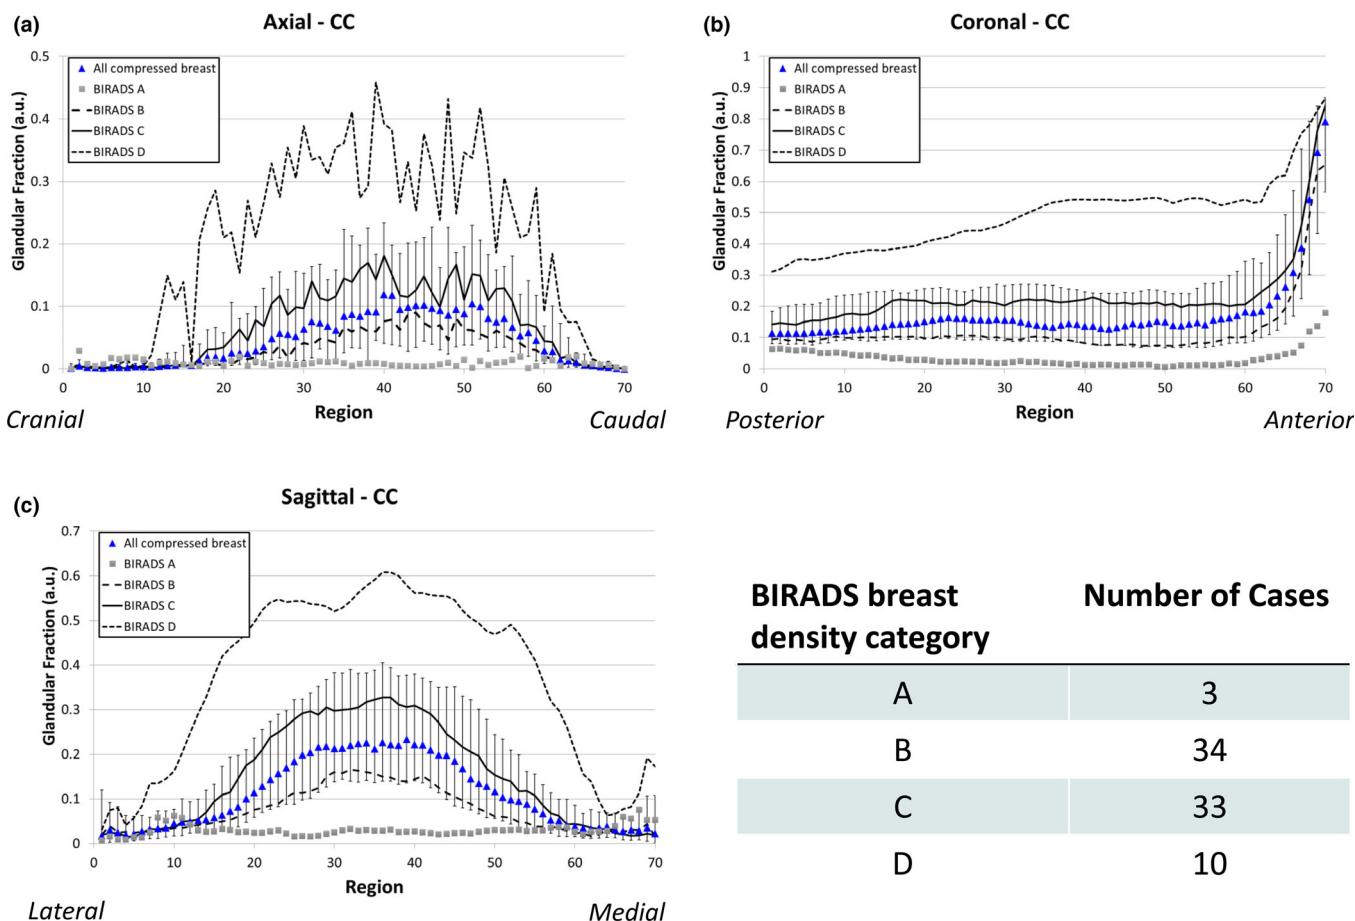 (a)
Axial - CC
Glandular Fraction (a.u.)
0.5
0.4
0.3
0.2
0.1
0
All compressed breast
BIRADS A
BIRADS B
BIRADS C
BIRADS D
0 10 20 30 40 50 60 70
Region
Cranial
Caudal
(b)
Coronal - CC
Glandular Fraction (a.u.)
1
0.9
0.8
0.7
0.6
0.5
0.4
0.3
0.2
0.1
0
All compressed breast
BIRADS A
BIRADS B
BIRADS C
BIRADS D
0 10 20 30 40 50 60 70
Region
Posterior
Anterior
(c)
Sagittal - CC
Glandular Fraction (a.u.)
0.7
0.6
0.5
0.4
0.3
0.2
0.1
0
All compressed breast
BIRADS A
BIRADS B
BIRADS C
BIRADS D
0 10 20 30 40 50 60 70
Region
Lateral
Medial
BIRADS breast density category
Number of Cases
A 3
B 34
C 33
D 10